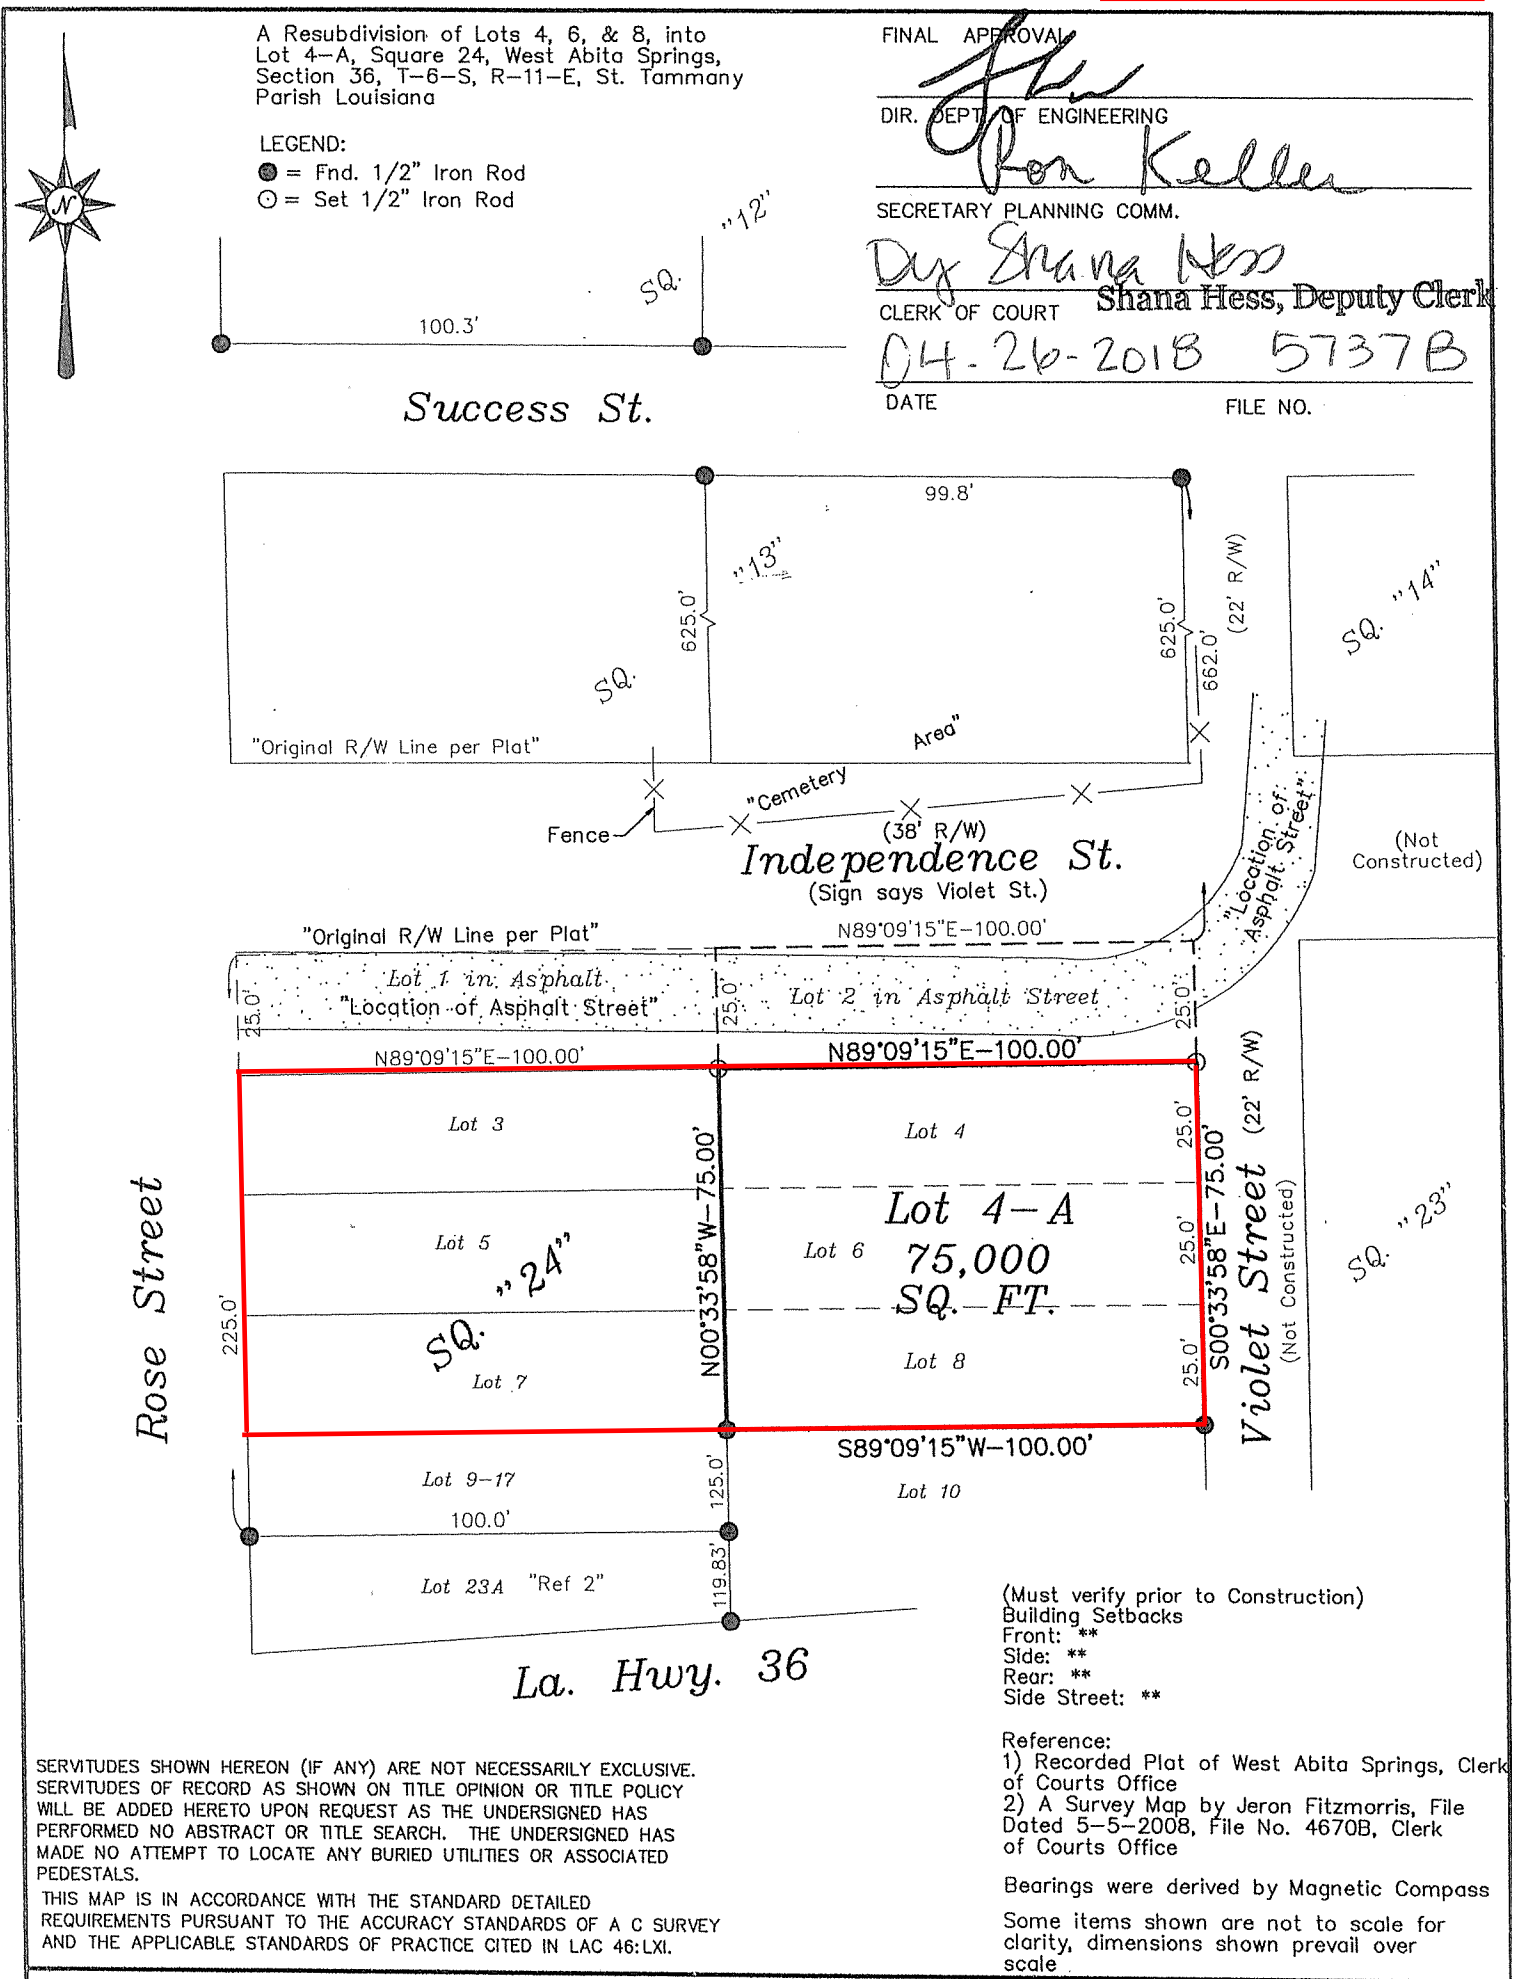 A Resubdivision of Lots 4, 6, & 8, into
Lot 4-A, Square 24, West Abita Springs,
Section 36, T-6-S, R-11-E, St. Tammany
Parish Louisiana
LEGEND:
= Fnd. 1/2" Iron Rod
= Set 1/2" Iron Rod
N
FINAL APPROVAL
DIR. DEPT. OF ENGINEERING
Ron Keller
SECRETARY PLANNING COMM.
Dy Shana Hess
Shana Hess, Deputy Clerk
CLERK OF COURT
04-26-2018 5737B
DATE FILE NO.
SQ. "12"
100.3'
Success St.
99.8'
SQ. "13"
625.0'
625.0'
662.0'
(22' R/W)
SQ. "14"
"Original R/W Line per Plat"
"Cemetery Area"
Fence
(38' R/W)
Independence St.
(Sign says Violet St.)
"Location of
Asphalt Street"
(Not
Constructed)
"Original R/W Line per Plat"
N89°09'15"E-100.00'
Lot 1 in Asphalt
"Location of Asphalt Street"
Lot 2 in Asphalt Street
25.0'
25.0'
25.0'
N89°09'15"E-100.00'
N89°09'15"E-100.00'
Lot 3
Lot 4
Lot 5
Lot 6
Lot 7
Lot 8
SQ. "24"
Lot 4-A
75,000
SQ. FT.
N00°33'58"W-75.00'
25.0'
25.0'
25.0'
S00°33'58"E-75.00'
Violet Street (22' R/W)
(Not Constructed)
SQ. "23"
Rose Street
225.0'
S89°09'15"W-100.00'
Lot 9-17
Lot 10
100.0'
125.0'
Lot 23A "Ref 2"
119.83'
La. Hwy. 36
(Must verify prior to Construction)
Building Setbacks
Front: **
Side: **
Rear: **
Side Street: **
Reference:
1) Recorded Plat of West Abita Springs, Clerk
of Courts Office
2) A Survey Map by Jeron Fitzmorris, File
Dated 5-5-2008, File No. 4670B, Clerk
of Courts Office
Bearings were derived by Magnetic Compass
Some items shown are not to scale for
clarity, dimensions shown prevail over
scale
SERVITUDES SHOWN HEREON (IF ANY) ARE NOT NECESSARILY EXCLUSIVE.
SERVITUDES OF RECORD AS SHOWN ON TITLE OPINION OR TITLE POLICY
WILL BE ADDED HERETO UPON REQUEST AS THE UNDERSIGNED HAS
PERFORMED NO ABSTRACT OR TITLE SEARCH. THE UNDERSIGNED HAS
MADE NO ATTEMPT TO LOCATE ANY BURIED UTILITIES OR ASSOCIATED
PEDESTALS.
THIS MAP IS IN ACCORDANCE WITH THE STANDARD DETAILED
REQUIREMENTS PURSUANT TO THE ACCURACY STANDARDS OF A C SURVEY
AND THE APPLICABLE STANDARDS OF PRACTICE CITED IN LAC 46:LXI.